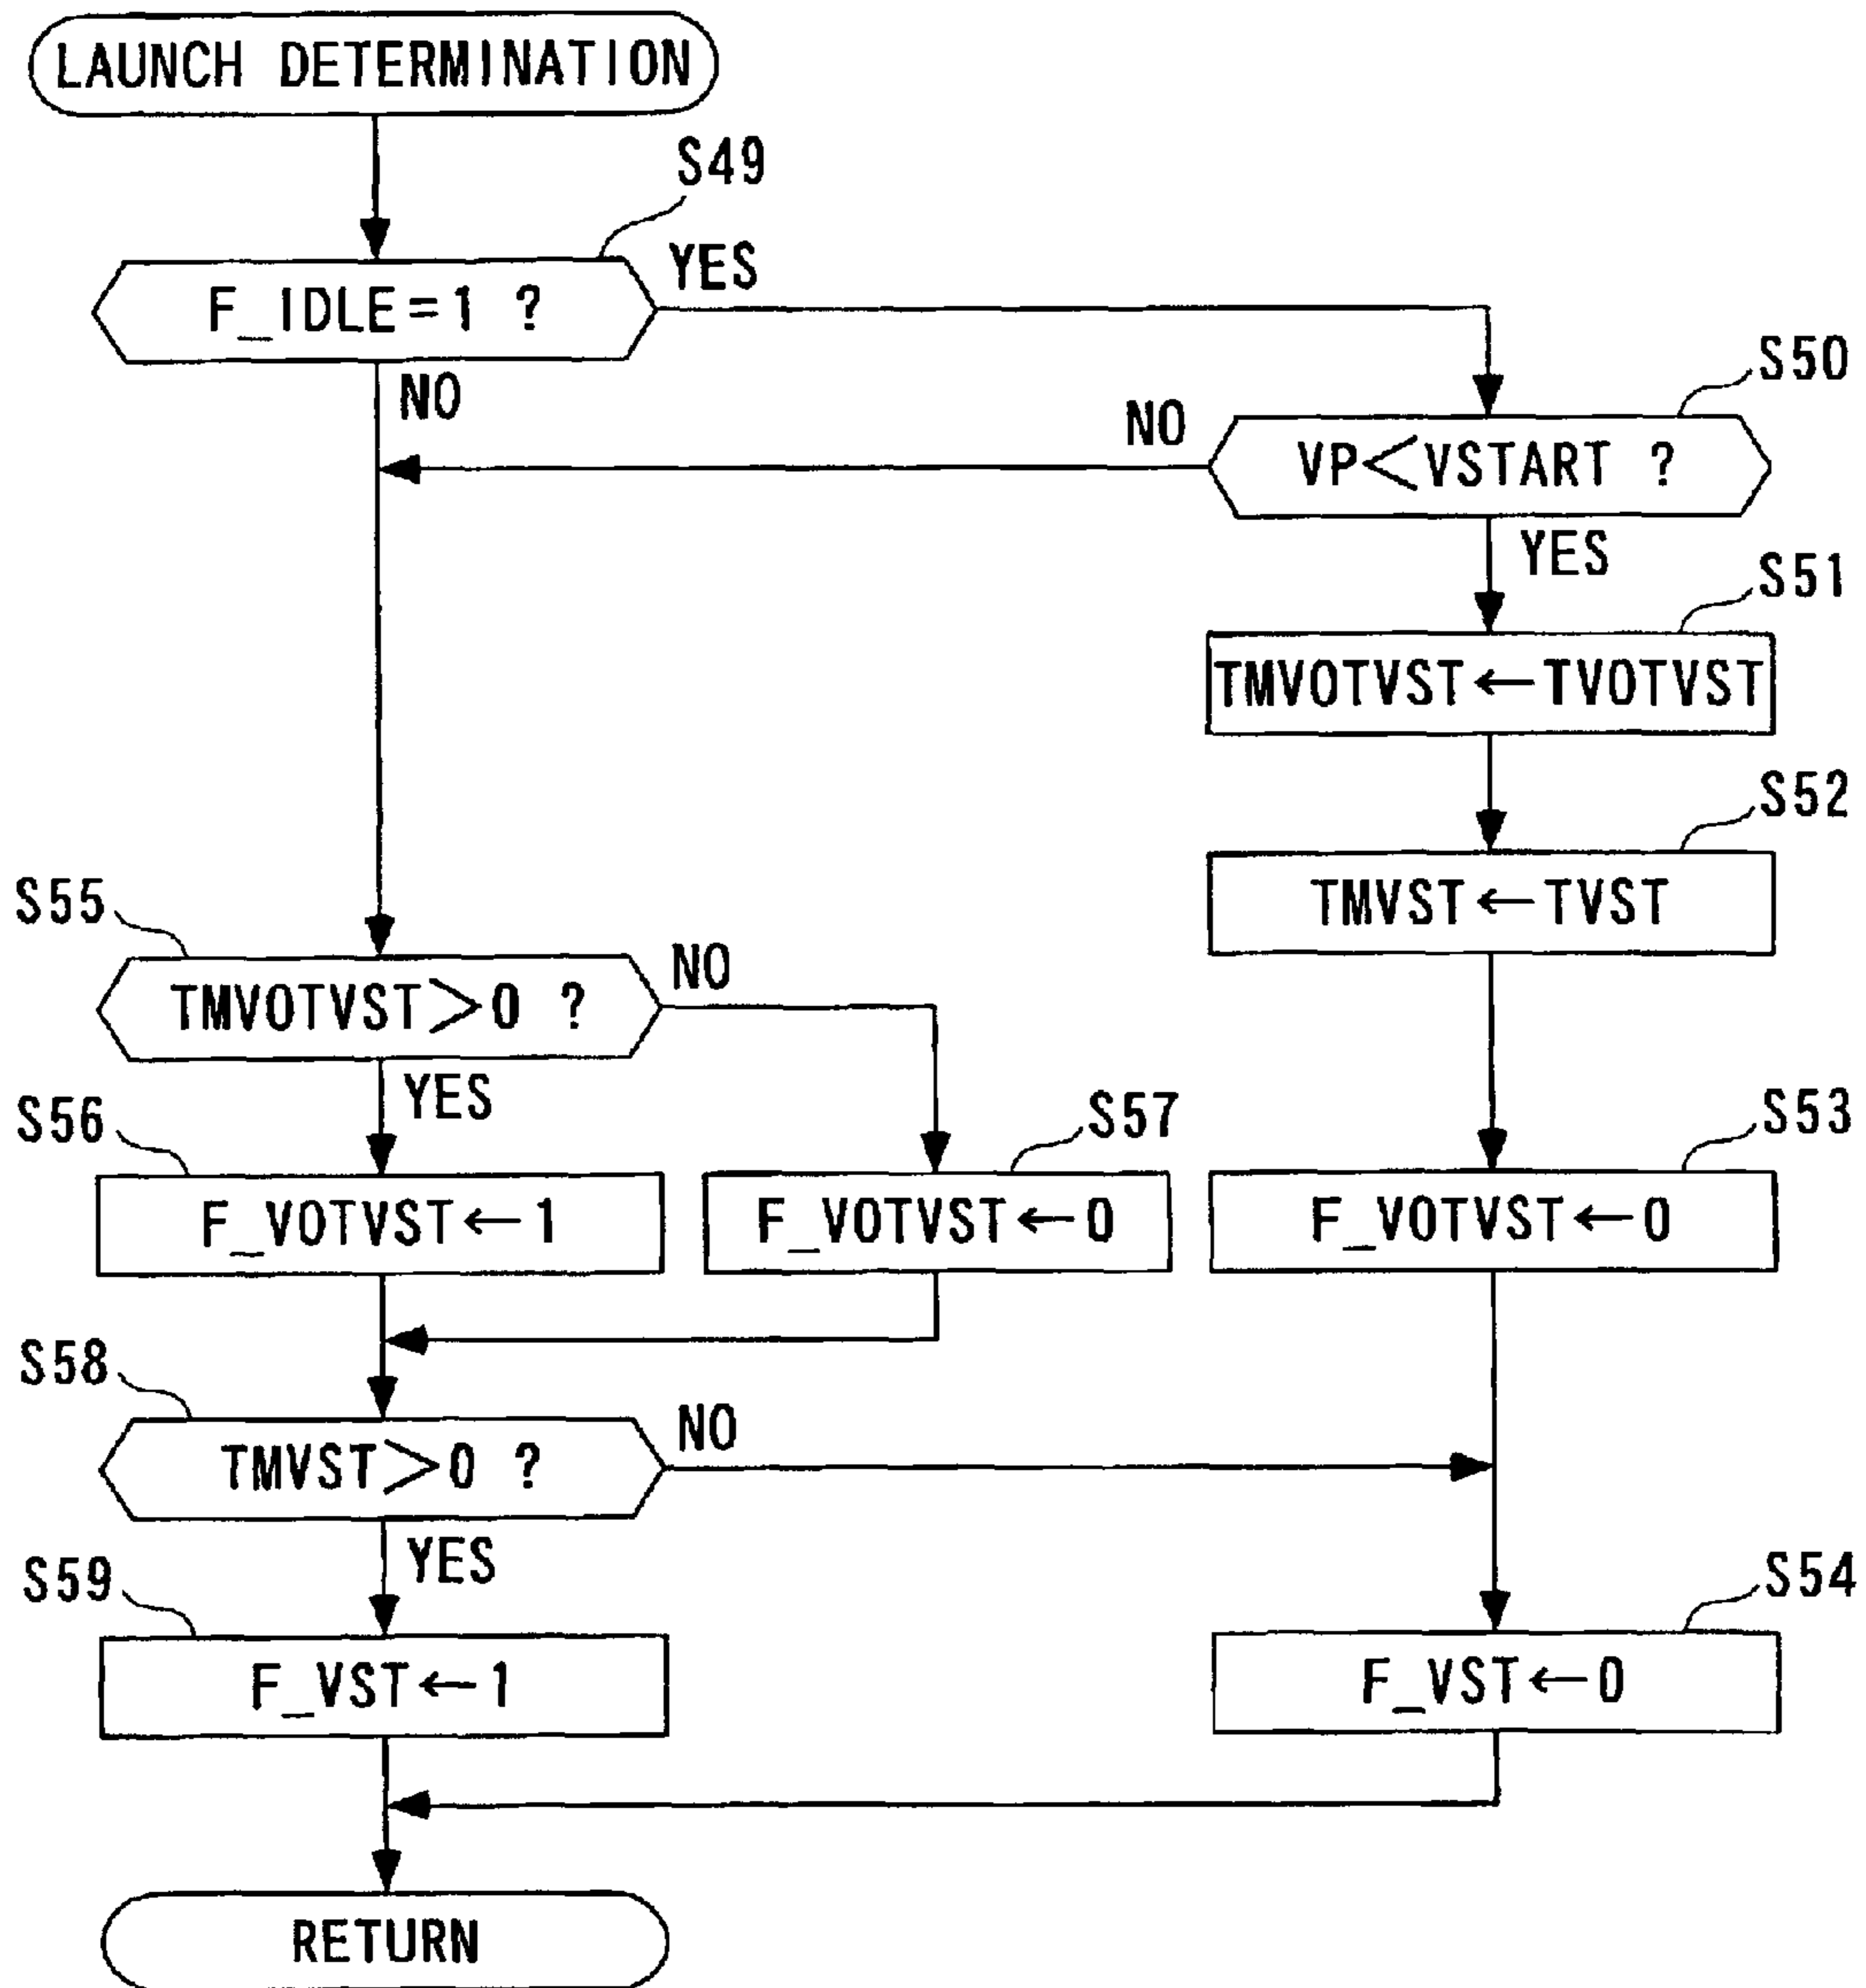 LAUNCH DETERMINATION
S49
F_IDLE=1 ?
YES
NO
S50
VP<VSTART ?
NO
YES
S51
TMVOTVST←TVOTVST
S52
TMVST←TVST
S55
TMVOTVST>0 ?
NO
YES
S56
F_VOTVST←1
S57
F_VOTVST←0
S53
F_VOTVST←0
S58
TMVST>0 ?
NO
YES
S59
F_VST←1
S54
F_VST←0
RETURN